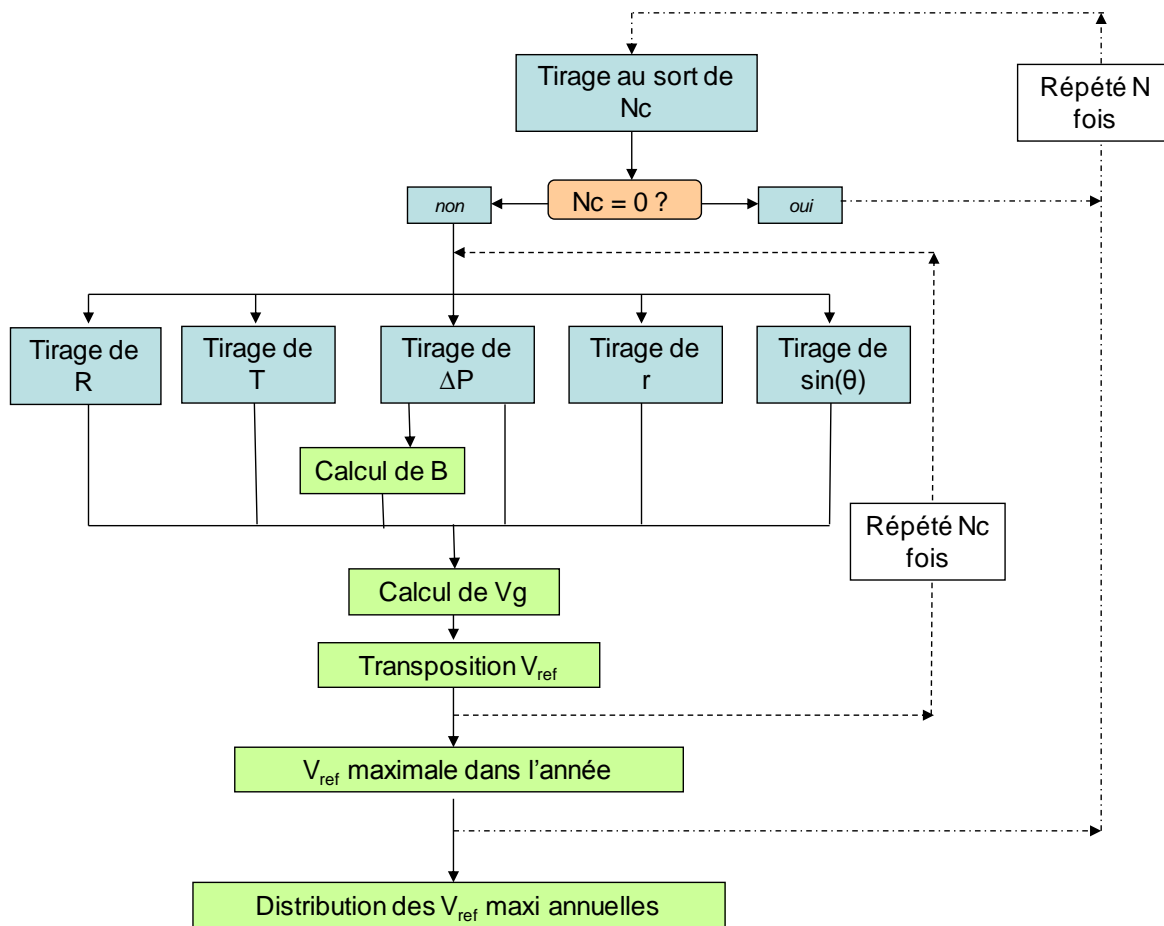 Tirage au sort de
Nc
Répété N
fois
non
Nc = 0 ?
oui
Tirage de
R
Tirage de
T
Tirage de
ΔP
Tirage de
r
Tirage de
sin(θ)
Calcul de B
Répété Nc
fois
Calcul de Vg
Transposition Vref
Vref maximale dans l'année
Distribution des Vref maxi annuelles